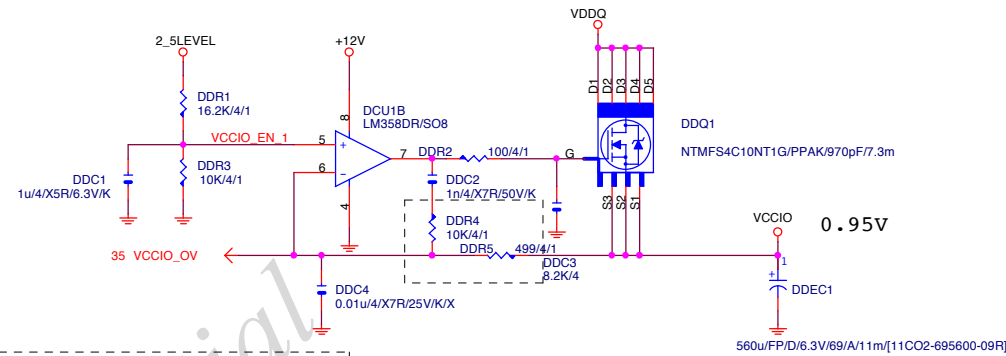 VDDQ
2_5LEVEL
+12V
D1
D2
D3
D4
D5
DDR1
16.2K/4/1
8
DCU1B
LM358DR/SO8
DDQ1
VCCIO_EN_1
5
+
7
DDR2
100/4/1
G
NTMFS4C10NT1G/PPAK/970pF/7.3m
6
-
DDR3
10K/4/1
DDC1
1u/4/X5R/6.3V/K
DDC2
1n/4/X7R/50V/K
4
S3
S2
S1
DDR4
10K/4/1
VCCIO
0.95V
35 VCCIO_OV
DDR5
499/4/1
DDC3
8.2K/4
1
+
DDEC1
DDC4
0.01u/4/X7R/25V/K/X
ial
560u/FP/D/6.3V/69/A/11m/[11CO2-695600-09R]